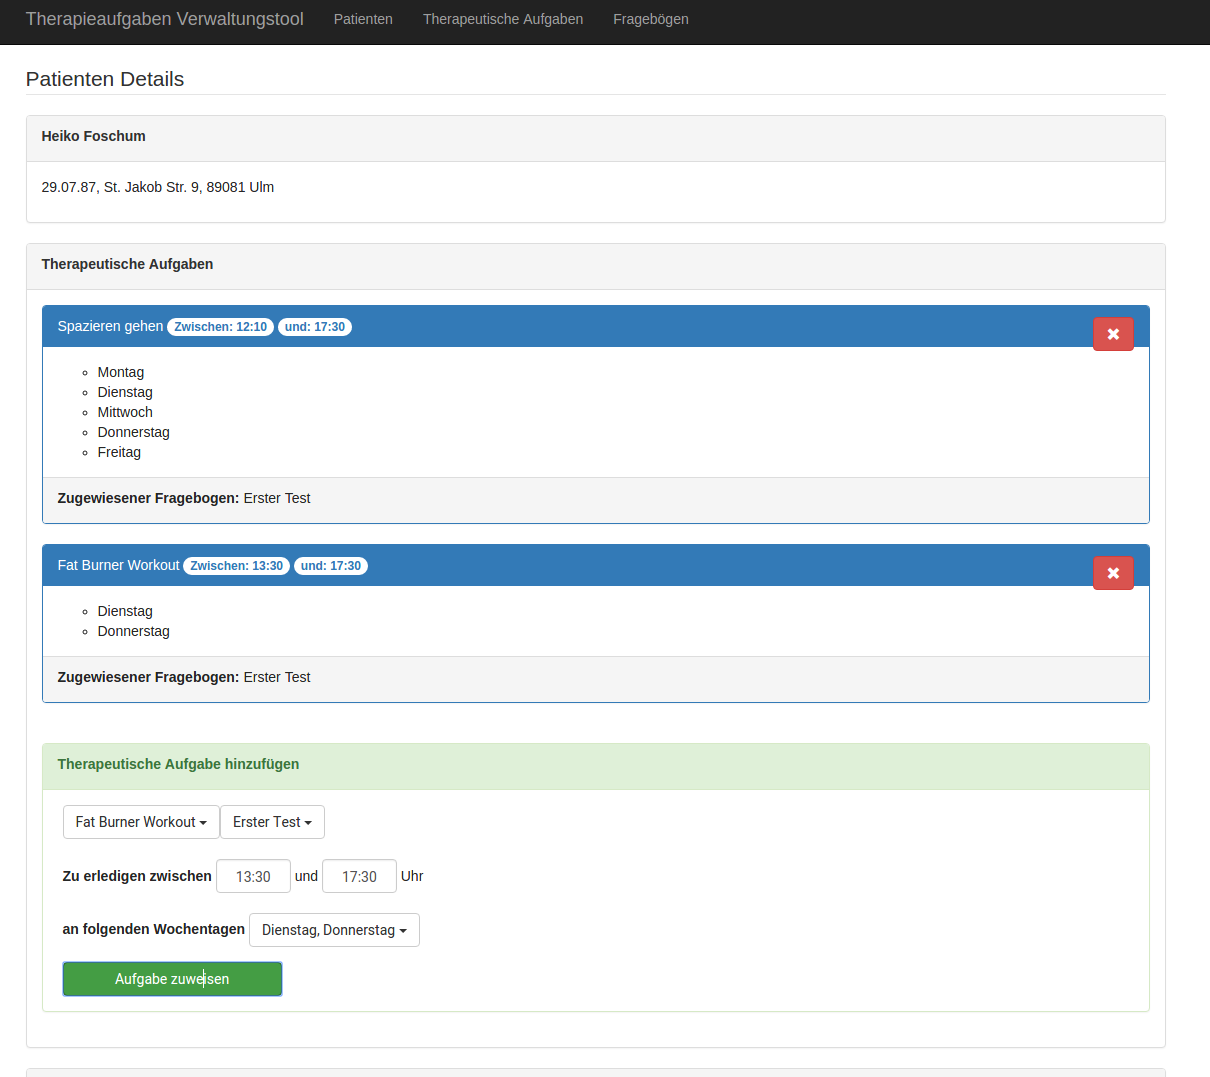 Therapieaufgaben Verwaltungstool Patienten Therapeutische Aufgaben Fragebögen
Patienten Details
Heiko Foschum
29.07.87, St. Jakob Str. 9, 89081 Ulm
Therapeutische Aufgaben
Spazieren gehen Zwischen: 12:10 und: 17:30
Montag
Dienstag
Mittwoch
Donnerstag
Freitag
Zugewiesener Fragebogen: Erster Test
Fat Burner Workout Zwischen: 13:30 und: 17:30
Dienstag
Donnerstag
Zugewiesener Fragebogen: Erster Test
Therapeutische Aufgabe hinzufügen
Fat Burner Workout Erster Test
Zu erledigen zwischen 13:30 und 17:30 Uhr
an folgenden Wochentagen Dienstag, Donnerstag
Aufgabe zuweisen